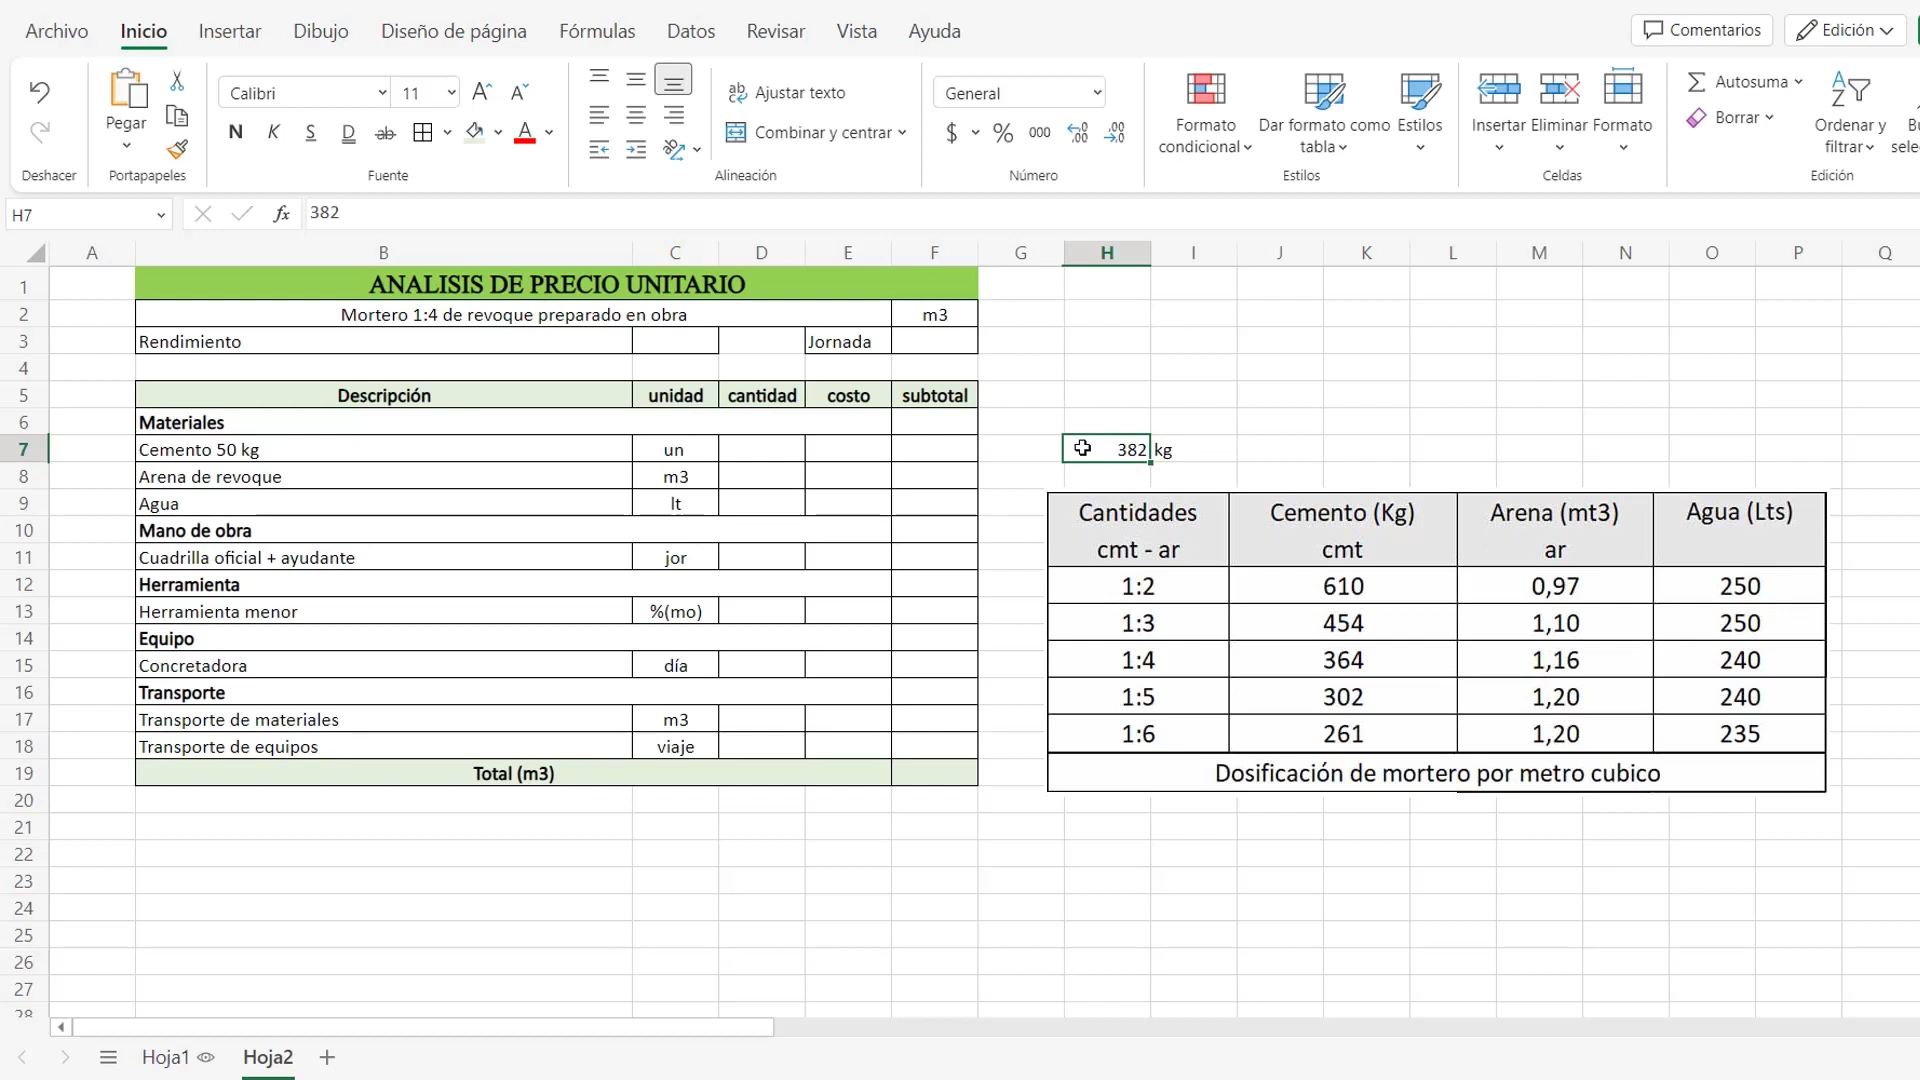 Archivo Inicio Insertar Dibujo Diseño de página Fórmulas Datos Revisar Vista Ayuda Comentarios Edición
Pegar
Calibri 11
N K S D ab
Ajustar texto
Combinar y centrar
General
$ % 000
Formato condicional
Dar formato como tabla
Estilos
Insertar Eliminar Formato
Autosuma
Borrar
Ordenar y filtrar
Deshacer Portapapeles Fuente Alineación Número Estilos Celdas Edición
H7 fx 382
A B C D E F G H I J K L M N O P Q
1 ANALISIS DE PRECIO UNITARIO
2 Mortero 1:4 de revoque preparado en obra m3
3 Rendimiento Jornada
4
5 Descripción unidad cantidad costo subtotal
6 Materiales
7 Cemento 50 kg un 382 kg
8 Arena de revoque m3
9 Agua lt
10 Mano de obra
11 Cuadrilla oficial + ayudante jor
12 Herramienta
13 Herramienta menor %(mo)
14 Equipo
15 Concretadora día
16 Transporte
17 Transporte de materiales m3
18 Transporte de equipos viaje
19 Total (m3)
20
21
22
23
24
25
26
27
28
Cantidades Cemento (Kg) Arena (mt3) Agua (Lts)
cmt - ar cmt ar
1:2 610 0,97 250
1:3 454 1,10 250
1:4 364 1,16 240
1:5 302 1,20 240
1:6 261 1,20 235
Dosificación de mortero por metro cubico
Hoja1 Hoja2